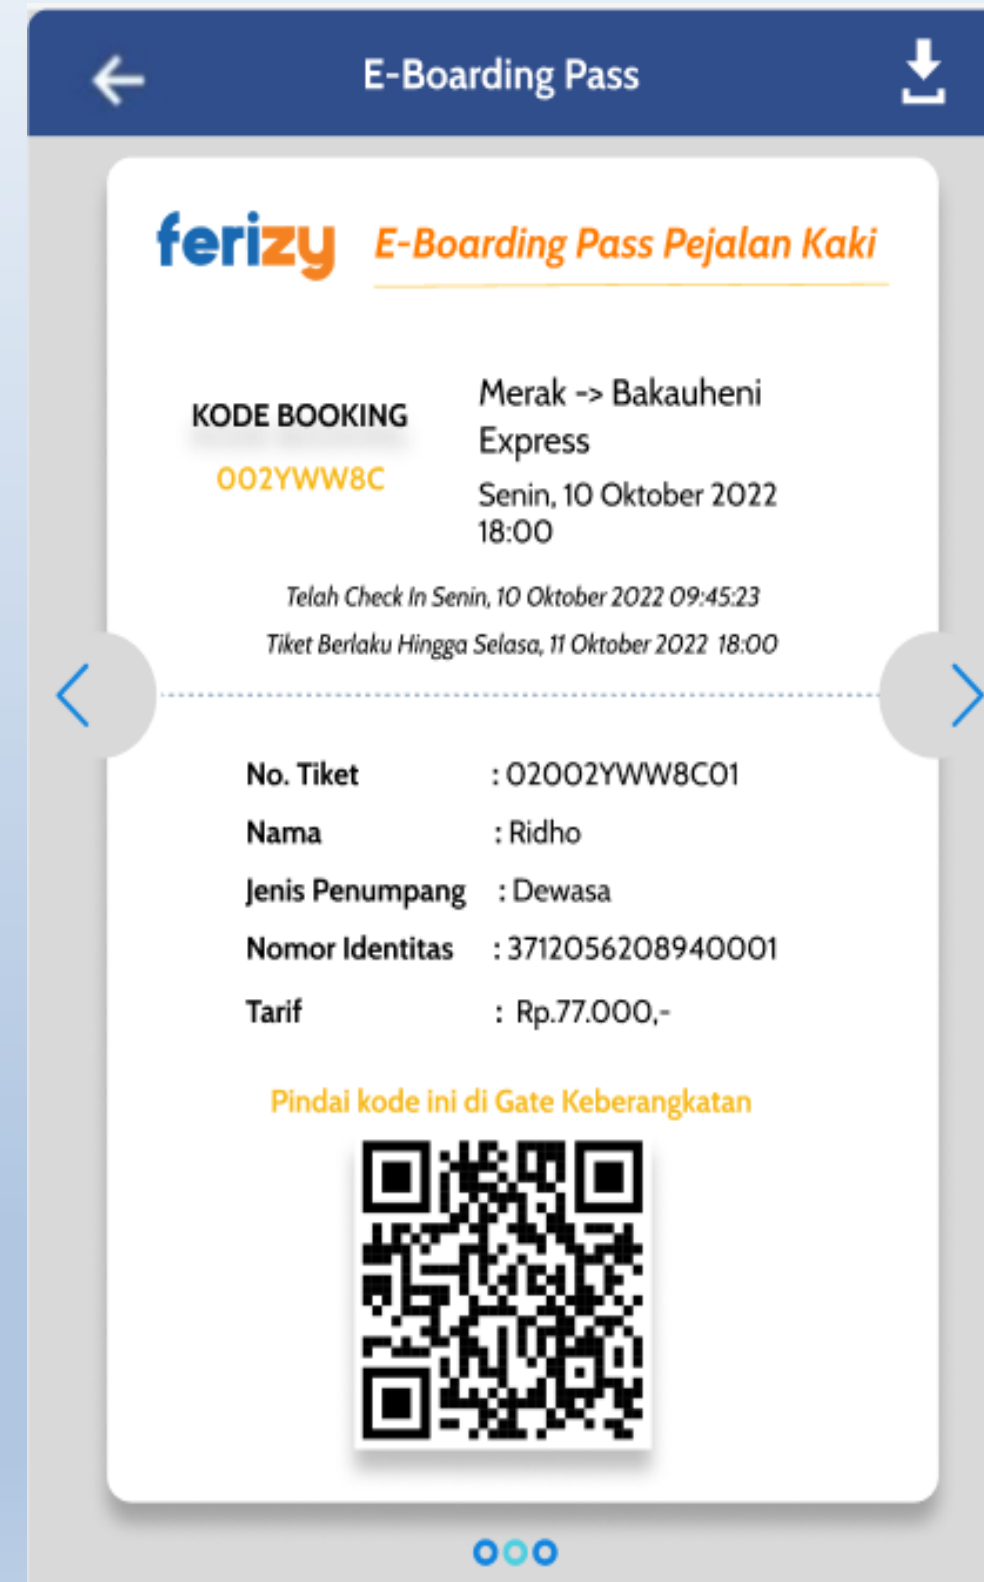 E-Boarding Pass
ferizy E-Boarding Pass Pejalan Kaki
KODE BOOKING
002YWW8C
Merak -> Bakauheni
Express
Senin, 10 Oktober 2022
18:00
Telah Check In Senin, 10 Oktober 2022 09:45:23
Tiket Berlaku Hingga Selasa, 11 Oktober 2022 18:00
No. Tiket : 02002YWW8C01
Nama : Ridho
Jenis Penumpang : Dewasa
Nomor Identitas : 3712056208940001
Tarif : Rp.77.000,-
Pindai kode ini di Gate Keberangkatan